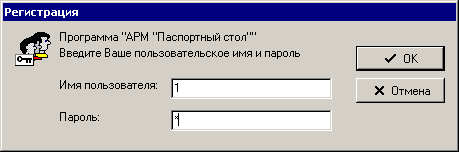 Регистрация
Программа "АРМ "Паспортный стол""
Введите Ваше пользовательское имя и пароль
OK
Имя пользователя: 1
Отмена
Пароль: *